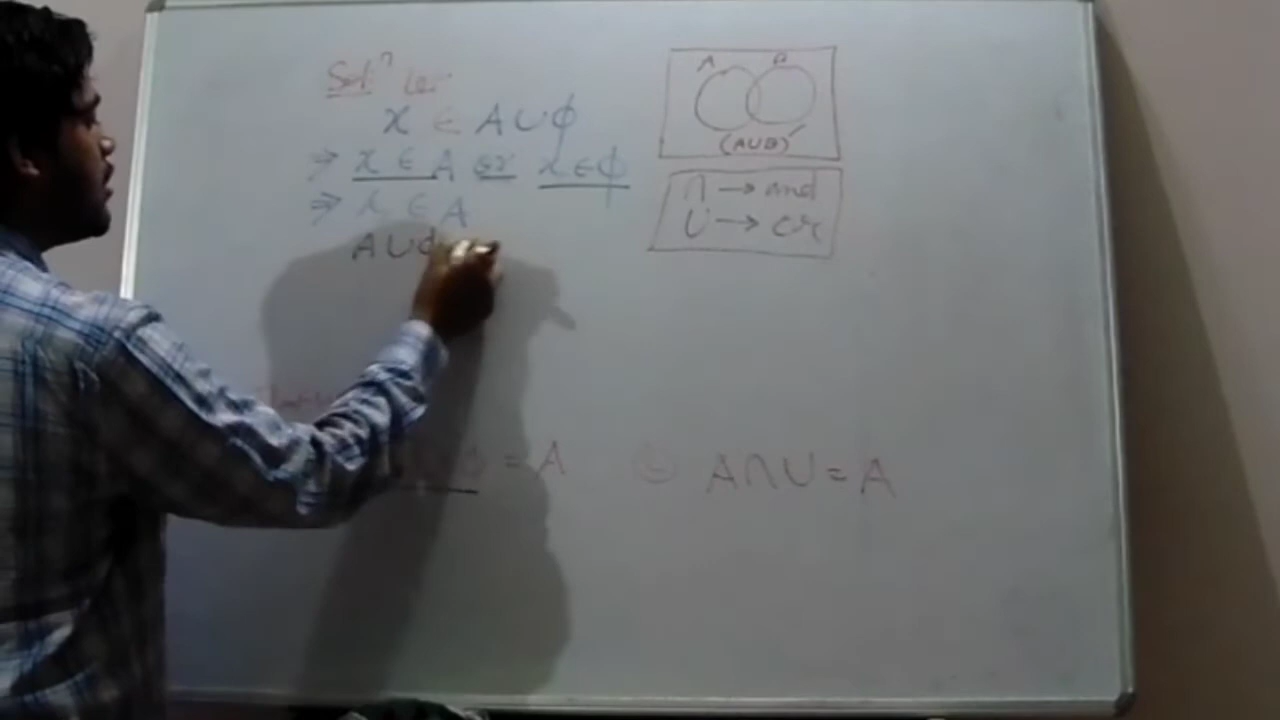 Solⁿ let
x ∈ A∪ϕ
⇒ x ∈ A or x ∈ ϕ
⇒ x ∈ A
A∪ϕ
A B
(A∪B)′
∩ → and
∪ → or
= A
A∩U = A